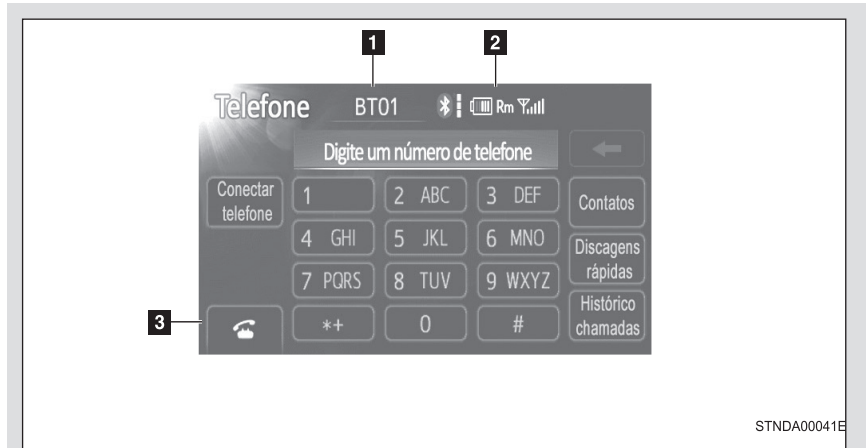 1 2
Telefone BT01 Rm
Digite um número de telefone
Conectar telefone
1 2 ABC 3 DEF
Contatos
4 GHI 5 JKL 6 MNO
Discagens rápidas
7 PQRS 8 TUV 9 WXYZ
Histórico chamadas
3
*+ 0 #
STNDA00041E